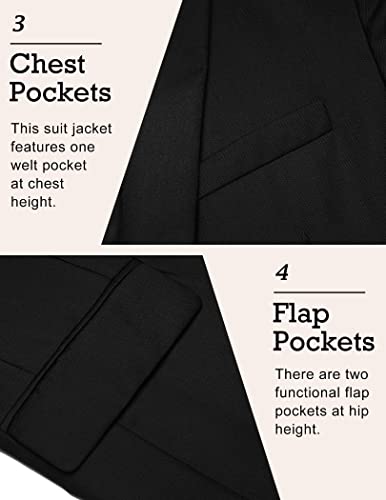 3
Chest
Pockets
This suit jacket
features one
welt pocket
at chest
height.
4
Flap
Pockets
There are two
functional flap
pockets at hip
height.